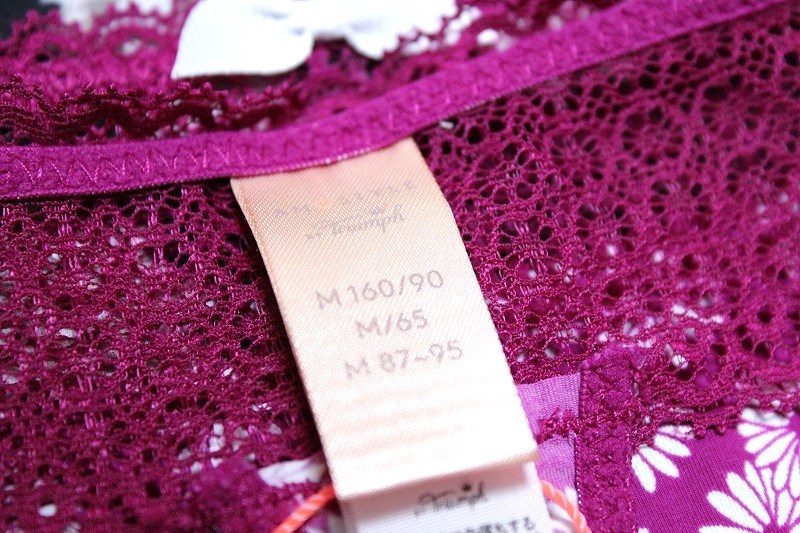 AMOSTYLE
M 160/90
M/65
M 87~95
Triumph